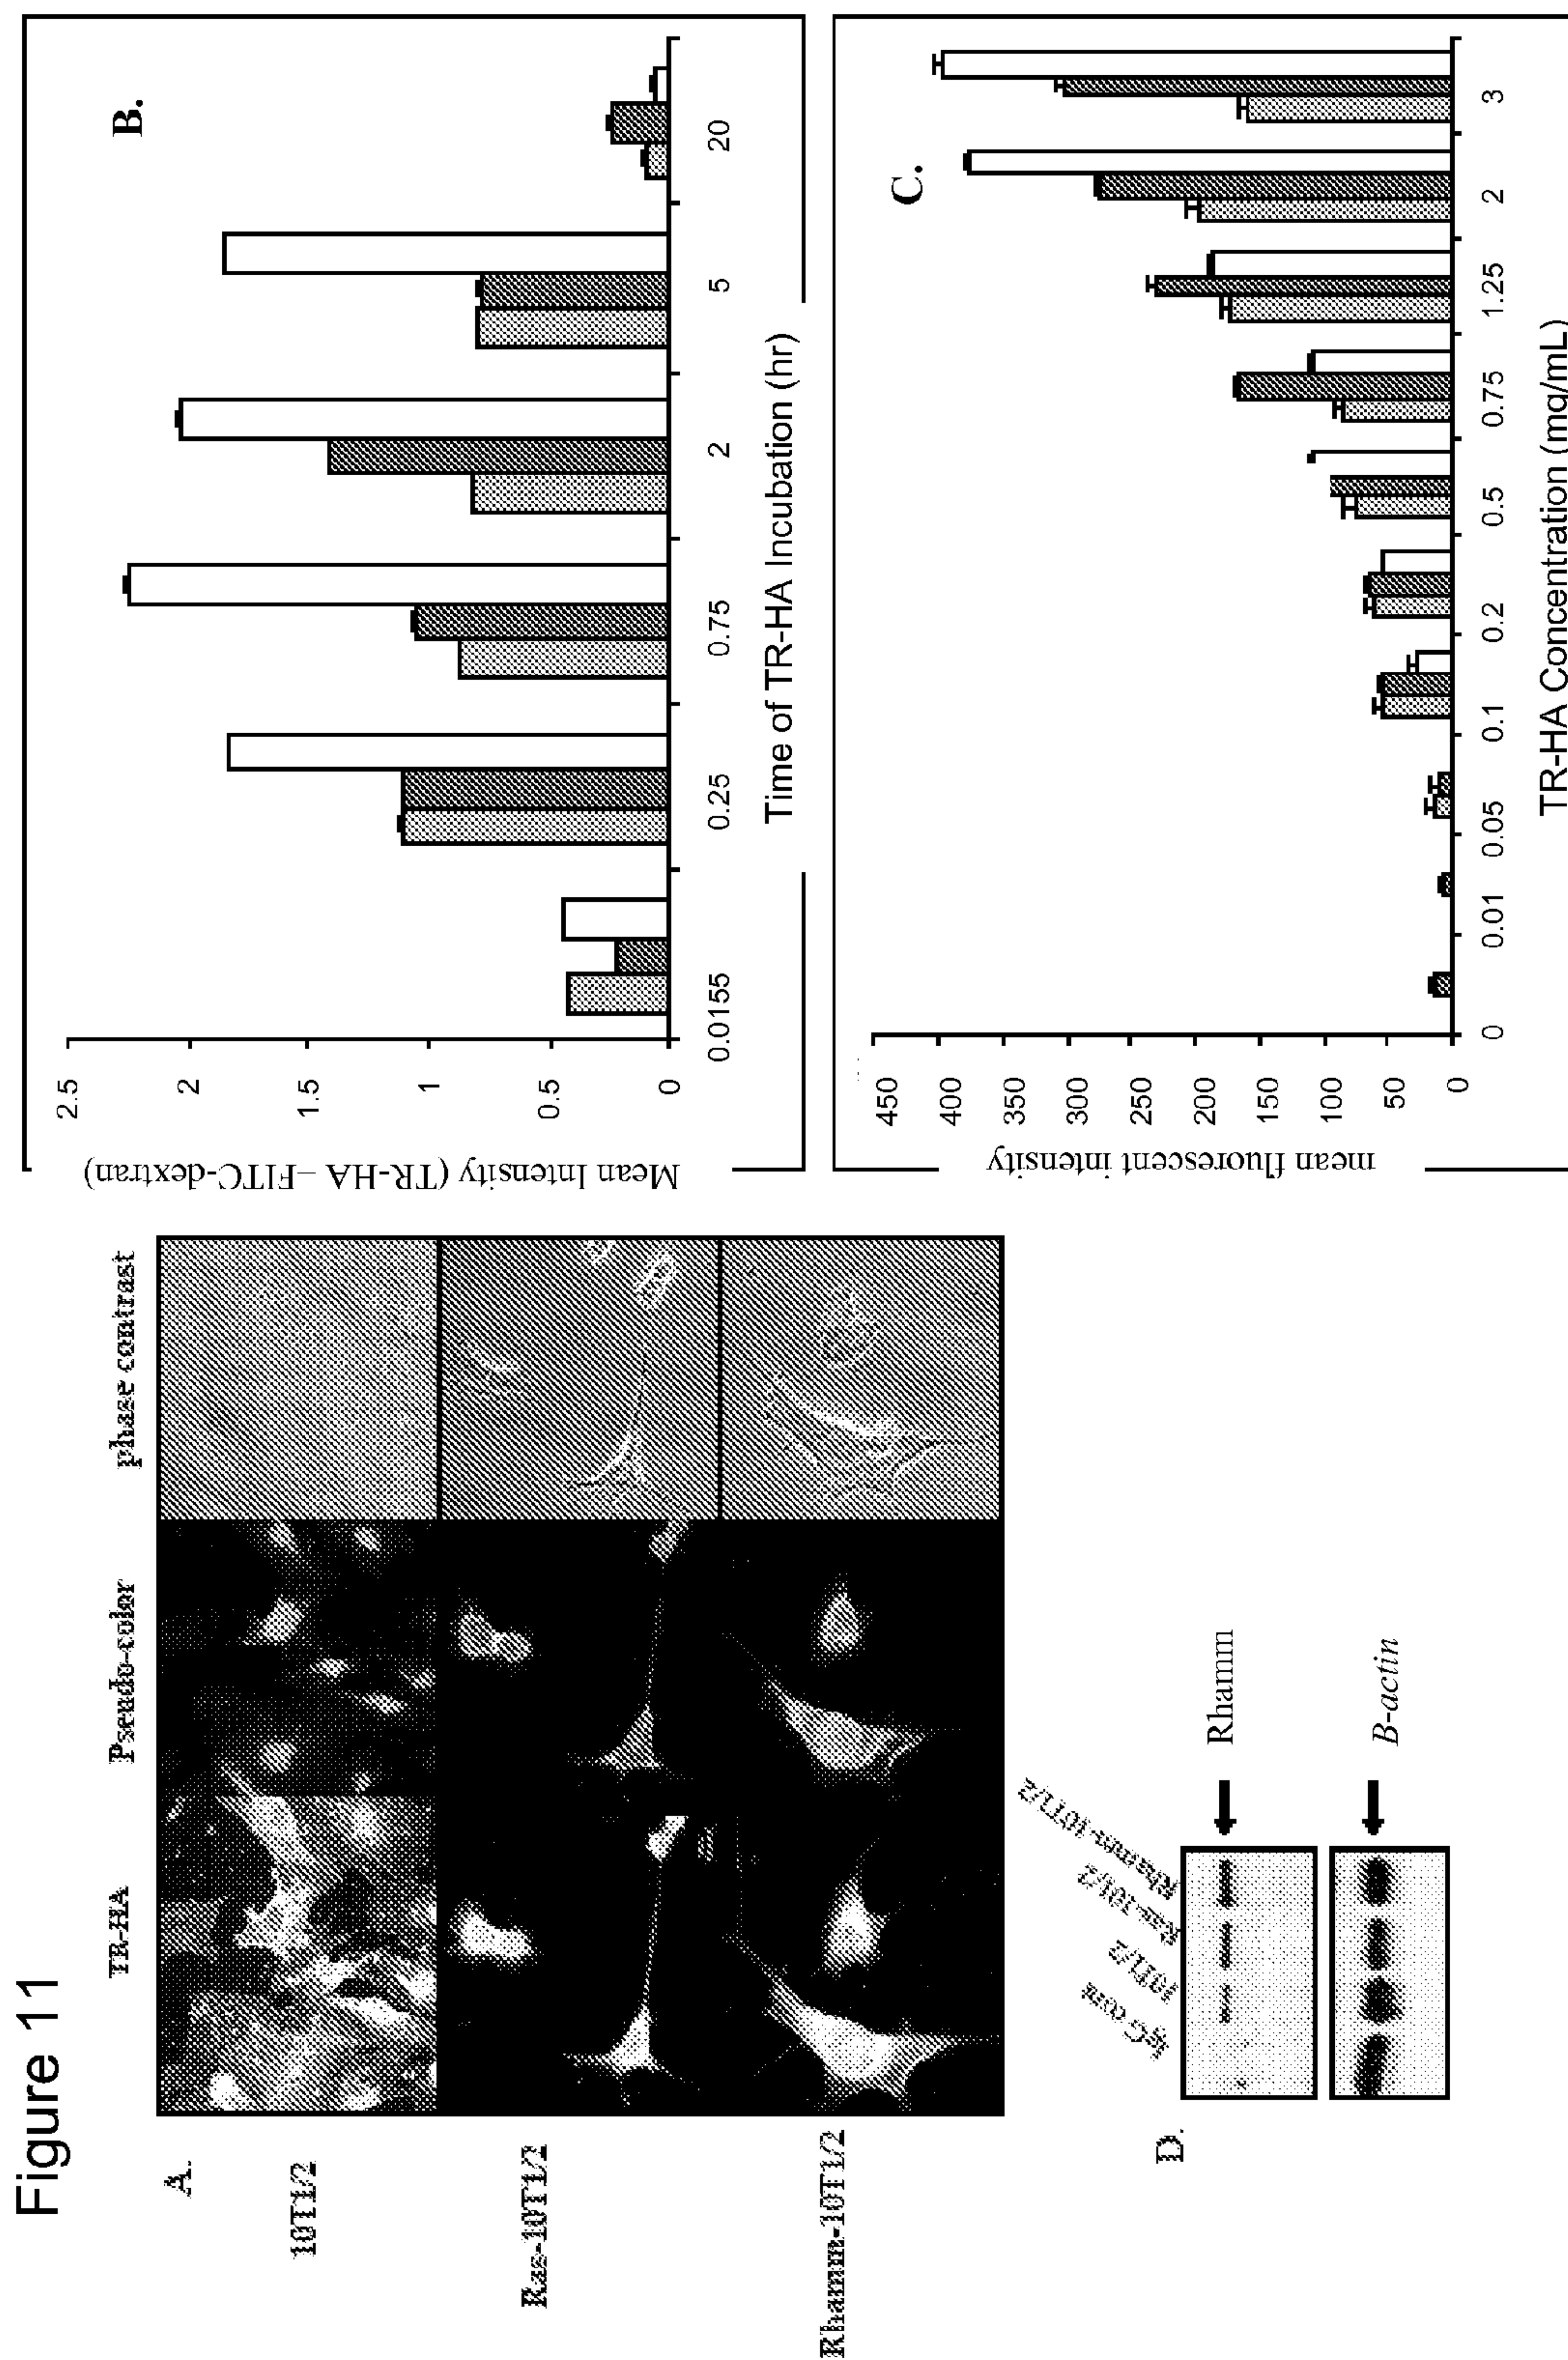 Figure 11
A.
TR-HA
Pseudo-color
phase contrast
10T1/2
Ras-10T1/2
Rhamm-10T1/2
B.
Mean Intensity (TR-HA – FITC-dextran)
2.5
2
1.5
1
0.5
0
0.0155 0.25 0.75 2 5 20
Time of TR-HA Incubation (hr)
C.
mean fluorescent intensity
450
400
350
300
250
200
150
100
50
0
0 0.01 0.05 0.1 0.2 0.5 0.75 1.25 2 3
TR-HA Concentration (mg/mL)
D.
IgG cont
10T1/2
Ras-10t/2
Rhamm-10T1/2
Rhamm
B-actin